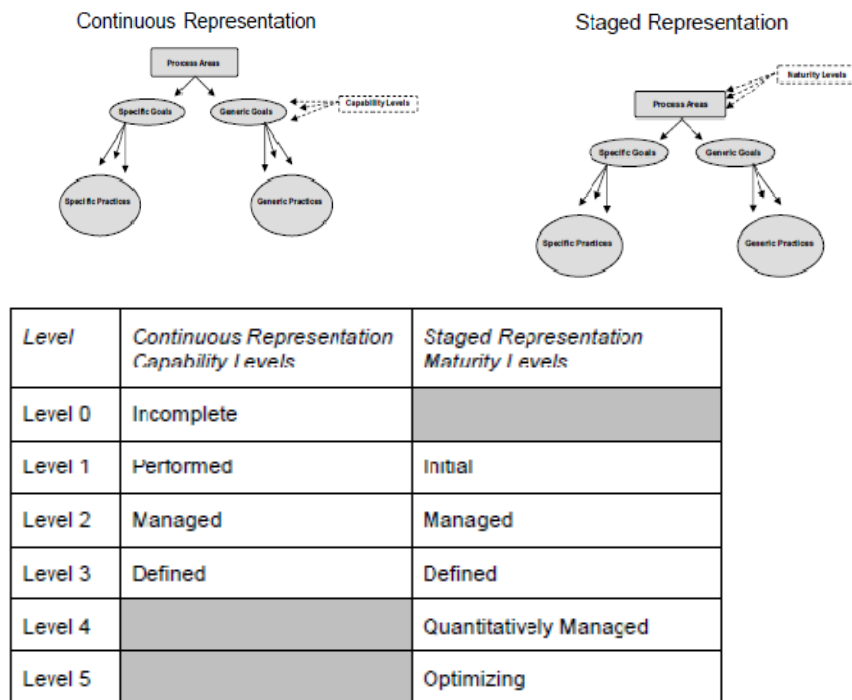 Continuous Representation
Staged Representation
Process Areas
Specific Goals
Generic Goals
Capability Levels
Specific Practices
Generic Practices
Maturity Levels
Process Areas
Specific Goals
Generic Goals
Specific Practices
Generic Practices
Level
Continuous Representation
Capability Levels
Staged Representation
Maturity Levels
Level 0
Incomplete
Level 1
Performed
Initial
Level 2
Managed
Managed
Level 3
Defined
Defined
Level 4
Quantitatively Managed
Level 5
Optimizing